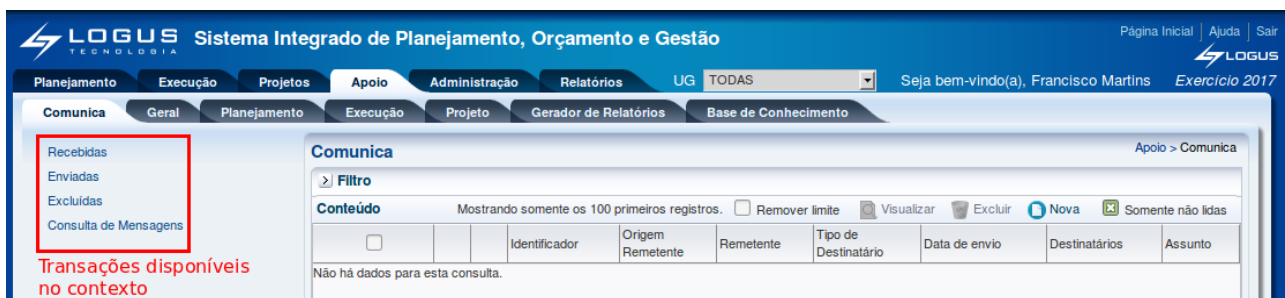 LOGUS
TECNOLOGIA
Sistema Integrado de Planejamento, Orçamento e Gestão
Página Inicial | Ajuda | Sair
LOGUS
Planejamento Execução Projetos Apoio Administração Relatórios UG TODAS Seja bem-vindo(a), Francisco Martins Exercício 2017
Comunica Geral Planejamento Execução Projeto Gerador de Relatórios Base de Conhecimento
Recebidas
Enviadas
Excluídas
Consulta de Mensagens
Transações disponíveis
no contexto
Comunica Apoio > Comunica
Filtro
Conteúdo Mostrando somente os 100 primeiros registros. Remover limite Visualizar Excluir Nova Somente não lidas
Identificador Origem Remetente Remetente Tipo de Destinatário Data de envio Destinatários Assunto
Não há dados para esta consulta.